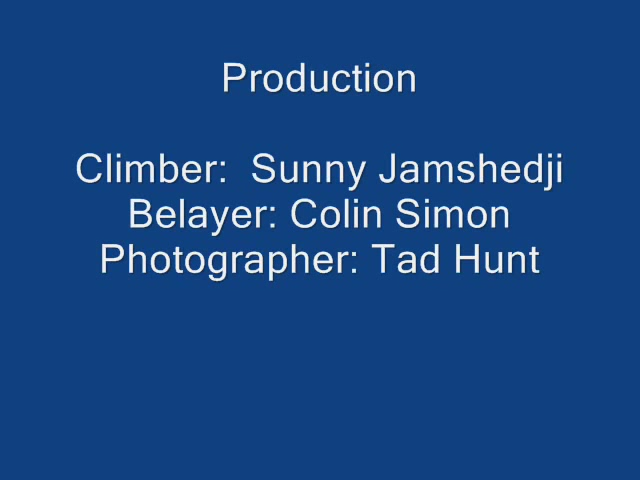 Production
Climber:  Sunny Jamshedji
Belayer: Colin Simon
Photographer: Tad Hunt